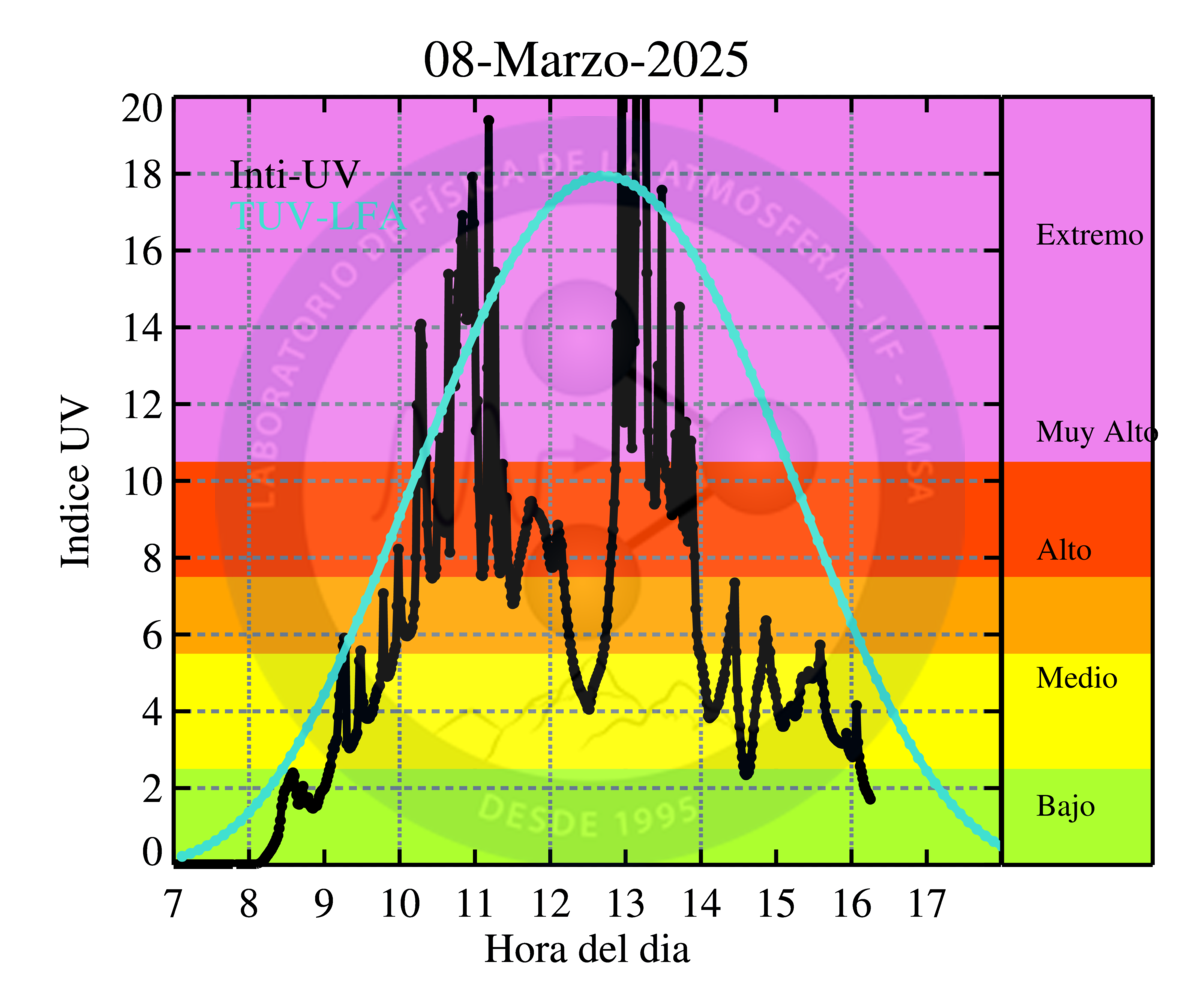 08-Marzo-2025
20
18
16
14
12
10
8
6
4
2
0
Indice UV
Inti-UV
TUV-LFA
LABORATORIO DE FÍSICA DE LA ATMÓSFERA - IIF - UMSA
DESDE 1995
Extremo
Muy Alto
Alto
Medio
Bajo
7 8 9 10 11 12 13 14 15 16 17
Hora del dia